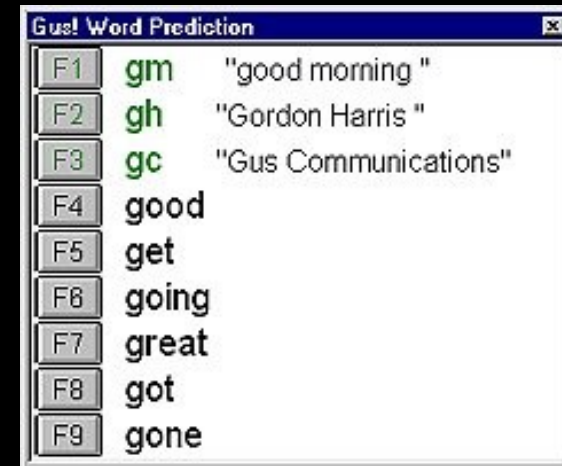 Gus! Word Prediction
F1 gm "good morning "
F2 gh "Gordon Harris "
F3 gc "Gus Communications"
F4 good
F5 get
F6 going
F7 great
F8 got
F9 gone